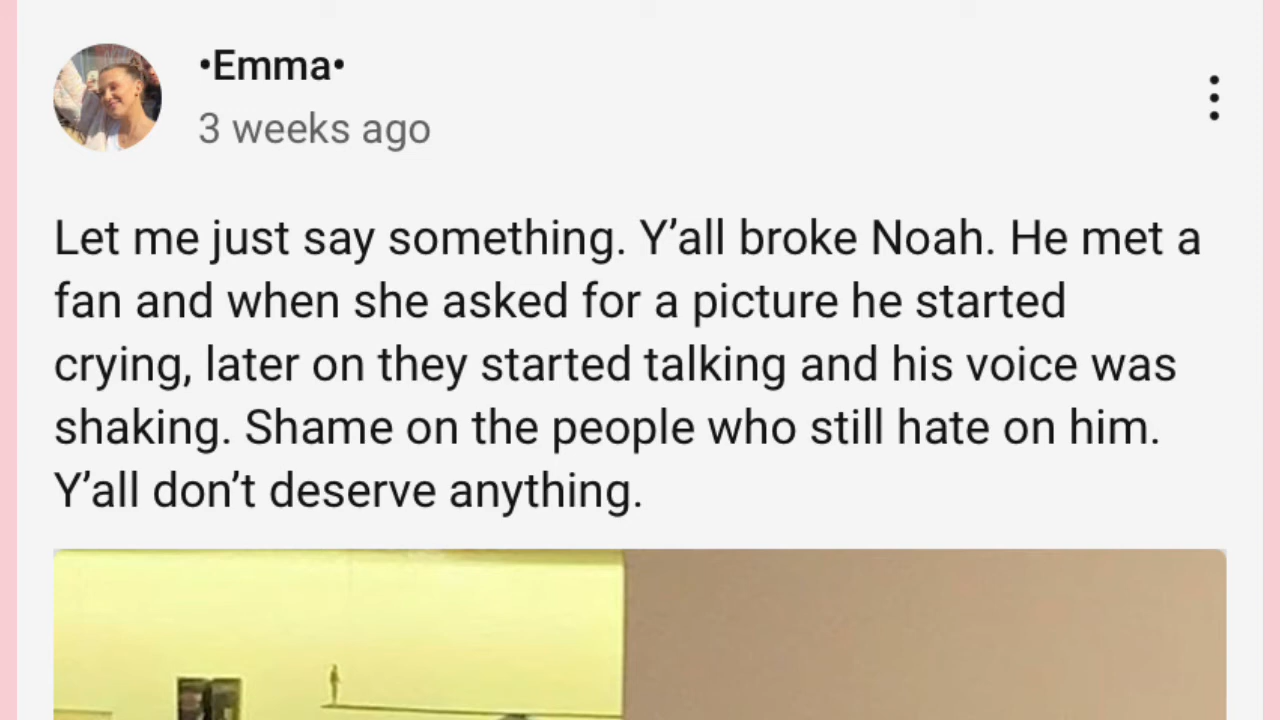 •Emma•
3 weeks ago
Let me just say something. Y’all broke Noah. He met a
fan and when she asked for a picture he started
crying, later on they started talking and his voice was
shaking. Shame on the people who still hate on him.
Y’all don’t deserve anything.